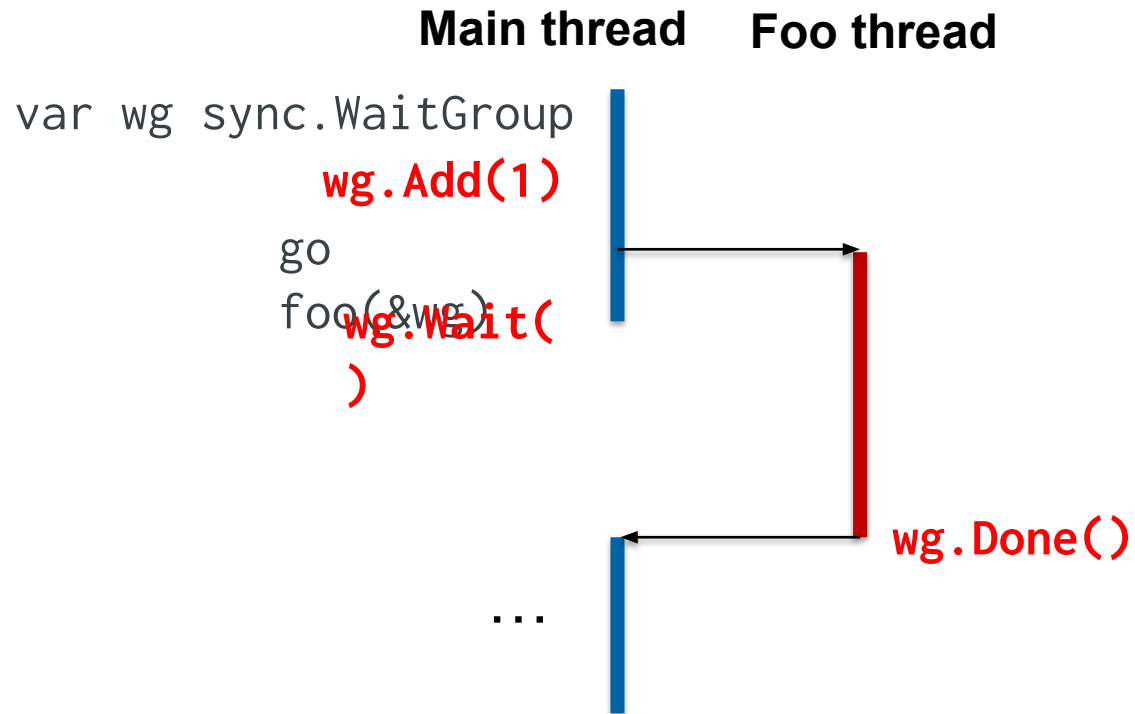 Main thread
Foo thread
var wg sync.WaitGroup
wg.Add(1)
go
foo(&wg)
wg.Wait(
)
wg.Done()
...